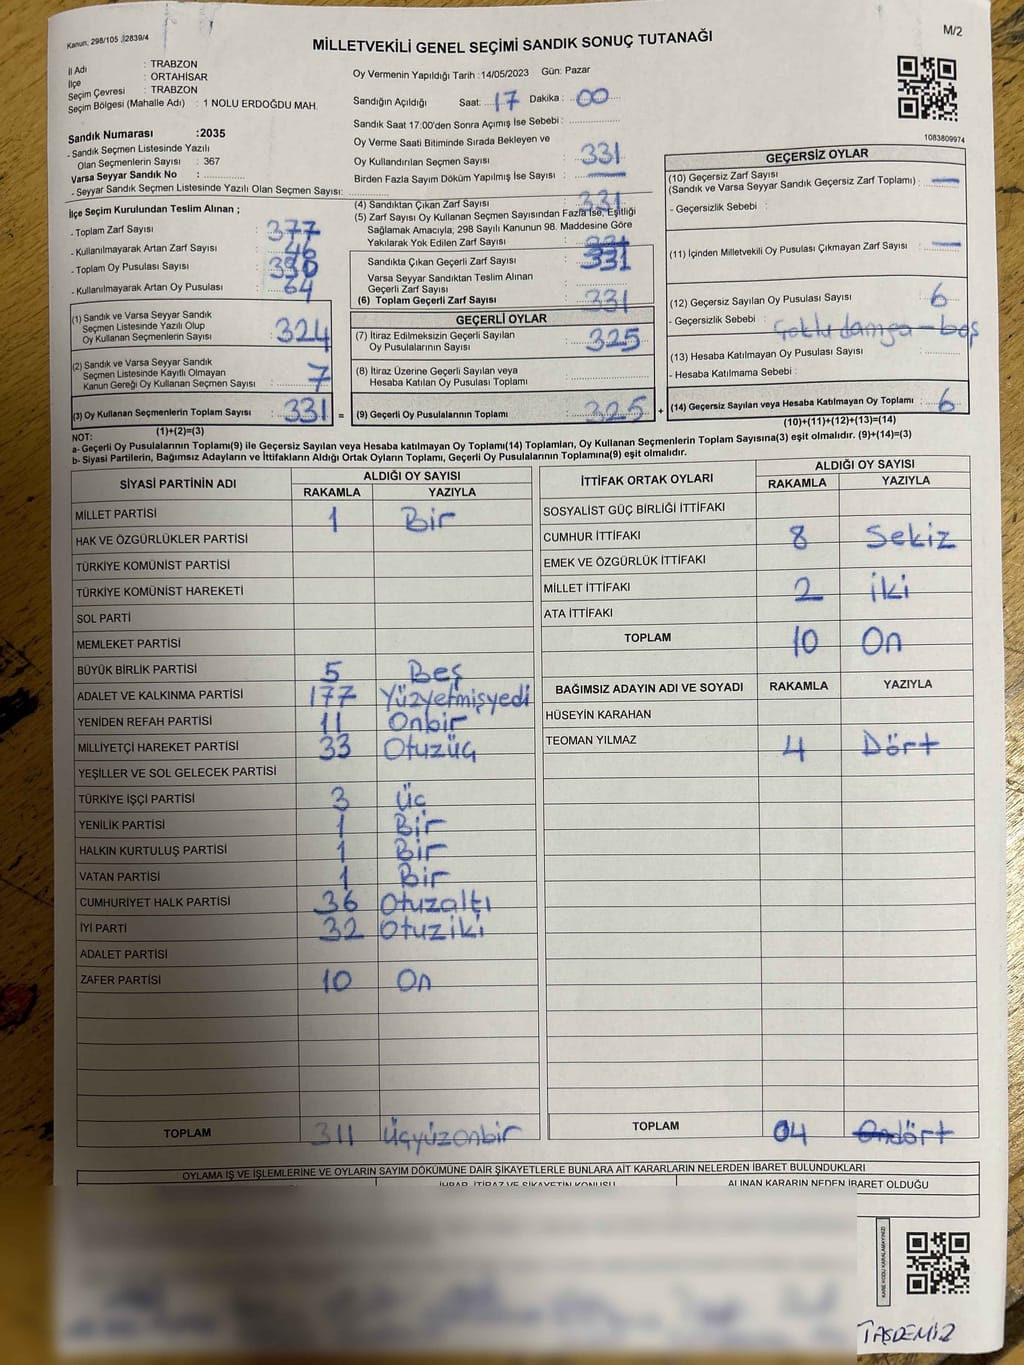 Kanun, 298/105 ,2839/4
M/2
MİLLETVEKİLİ GENEL SEÇİMİ SANDIK SONUÇ TUTANAĞI
İl Adı : TRABZON
İlçe : ORTAHİSAR
Seçim Çevresi : TRABZON
Seçim Bölgesi (Mahalle Adı) : 1 NOLU ERDOĞDU MAH.
Sandık Numarası :2035
- Sandık Seçmen Listesinde Yazılı
Olan Seçmenlerin Sayısı : 367
Varsa Seyyar Sandık No :
- Seyyar Sandık Seçmen Listesinde Yazılı Olan Seçmen Sayısı:
Oy Vermenin Yapıldığı Tarih :14/05/2023 Gün: Pazar
Sandığın Açıldığı Saat: 17 Dakika : 00
Sandık Saat 17:00'den Sonra Açımış İse Sebebi :
Oy Verme Saati Bitiminde Sırada Bekleyen ve
Oy Kullandırılan Seçmen Sayısı : 331
Birden Fazla Sayım Döküm Yapılmış İse Sayısı : —
1083809974
İlçe Seçim Kurulundan Teslim Alınan ;
- Toplam Zarf Sayısı : 377
- Kullanılmayarak Artan Zarf Sayısı : 46
- Toplam Oy Pusulası Sayısı : 390
- Kullanılmayarak Artan Oy Pusulası : 64
(1) Sandık ve Varsa Seyyar Sandık
Seçmen Listesinde Yazılı Olup
Oy Kullanan Seçmenlerin Sayısı : 324
(2) Sandık ve Varsa Seyyar Sandık
Seçmen Listesinde Kayıtlı Olmayan
Kanun Gereği Oy Kullanan Seçmen Sayısı : 7
(3) Oy Kullanan Seçmenlerin Toplam Sayısı : 331 =
(1)+(2)=(3)
(4) Sandıktan Çıkan Zarf Sayısı : 331
(5) Zarf Sayısı Oy Kullanan Seçmen Sayısından Fazla İse, Eşitliği
Sağlamak Amacıyla; 298 Sayılı Kanunun 98. Maddesine Göre
Yakılarak Yok Edilen Zarf Sayısı :
Sandıkta Çıkan Geçerli Zarf Sayısı : 331
Varsa Seyyar Sandıktan Teslim Alınan
Geçerli Zarf Sayısı :
(6) Toplam Geçerli Zarf Sayısı : 331
GEÇERLİ OYLAR
(7) İtiraz Edilmeksizin Geçerli Sayılan
Oy Pusulalarının Sayısı : 325
(8) İtiraz Üzerine Geçerli Sayılan veya
Hesaba Katılan Oy Pusulası Toplamı :
(9) Geçerli Oy Pusulalarının Toplamı : 325 +
GEÇERSİZ OYLAR
(10) Geçersiz Zarf Sayısı
(Sandık ve Varsa Seyyar Sandık Geçersiz Zarf Toplamı) : —
- Geçersizlik Sebebi :
(11) İçinden Milletvekili Oy Pusulası Çıkmayan Zarf Sayısı : —
(12) Geçersiz Sayılan Oy Pusulası Sayısı : 6
- Geçersizlik Sebebi : Çoklu damga - boş
(13) Hesaba Katılmayan Oy Pusulası Sayısı :
- Hesaba Katılmama Sebebi :
(14) Geçersiz Sayılan veya Hesaba Katılmayan Oy Toplamı : 6
(10)+(11)+(12)+(13)=(14)
NOT:
a- Geçerli Oy Pusulalarının Toplamı(9) ile Geçersiz Sayılan veya Hesaba katılmayan Oy Toplamı(14) Toplamları, Oy Kullanan Seçmenlerin Toplam Sayısına(3) eşit olmalıdır. (9)+(14)=(3)
b- Siyasi Partilerin, Bağımsız Adayların ve İttifakların Aldığı Ortak Oyların Toplamı, Geçerli Oy Pusulalarının Toplamına(9) eşit olmalıdır.
SİYASİ PARTİNİN ADI ALDIĞI OY SAYISI
RAKAMLA YAZIYLA
MİLLET PARTİSİ 1 Bir
HAK VE ÖZGÜRLÜKLER PARTİSİ
TÜRKİYE KOMÜNİST PARTİSİ
TÜRKİYE KOMÜNİST HAREKETİ
SOL PARTİ
MEMLEKET PARTİSİ
BÜYÜK BİRLİK PARTİSİ 5 Beş
ADALET VE KALKINMA PARTİSİ 177 Yüzyetmişyedi
YENİDEN REFAH PARTİSİ 11 Onbir
MİLLİYETÇİ HAREKET PARTİSİ 33 Otuzüç
YEŞİLLER VE SOL GELECEK PARTİSİ
TÜRKİYE İŞÇİ PARTİSİ 3 Üç
YENİLİK PARTİSİ 1 Bir
HALKIN KURTULUŞ PARTİSİ 1 Bir
VATAN PARTİSİ 1 Bir
CUMHURİYET HALK PARTİSİ 36 Otuzaltı
İYİ PARTİ 32 Otuziki
ADALET PARTİSİ
ZAFER PARTİSİ 10 On
TOPLAM 311 Üçyüzonbir
İTTİFAK ORTAK OYLARI ALDIĞI OY SAYISI
RAKAMLA YAZIYLA
SOSYALİST GÜÇ BİRLİĞİ İTTİFAKI
CUMHUR İTTİFAKI 8 Sekiz
EMEK VE ÖZGÜRLÜK İTTİFAKI
MİLLET İTTİFAKI 2 İki
ATA İTTİFAKI
TOPLAM 10 On
BAĞIMSIZ ADAYIN ADI VE SOYADI RAKAMLA YAZIYLA
HÜSEYİN KARAHAN
TEOMAN YILMAZ 4 Dört
TOPLAM 04 dört
OYLAMA İŞ VE İŞLEMLERİNE VE OYLARIN SAYIM DÖKÜMÜNE DAİR ŞİKAYETLERLE BUNLARA AİT KARARLARIN NELERDEN İBARET BULUNDUKLARI
İHBAR, İTİRAZ VE ŞİKAYETİN KONUSU ALINAN KARARIN NEDEN İBARET OLDUĞU
KARE KODU KARALAMAYINIZ!
TAŞDEMİZ